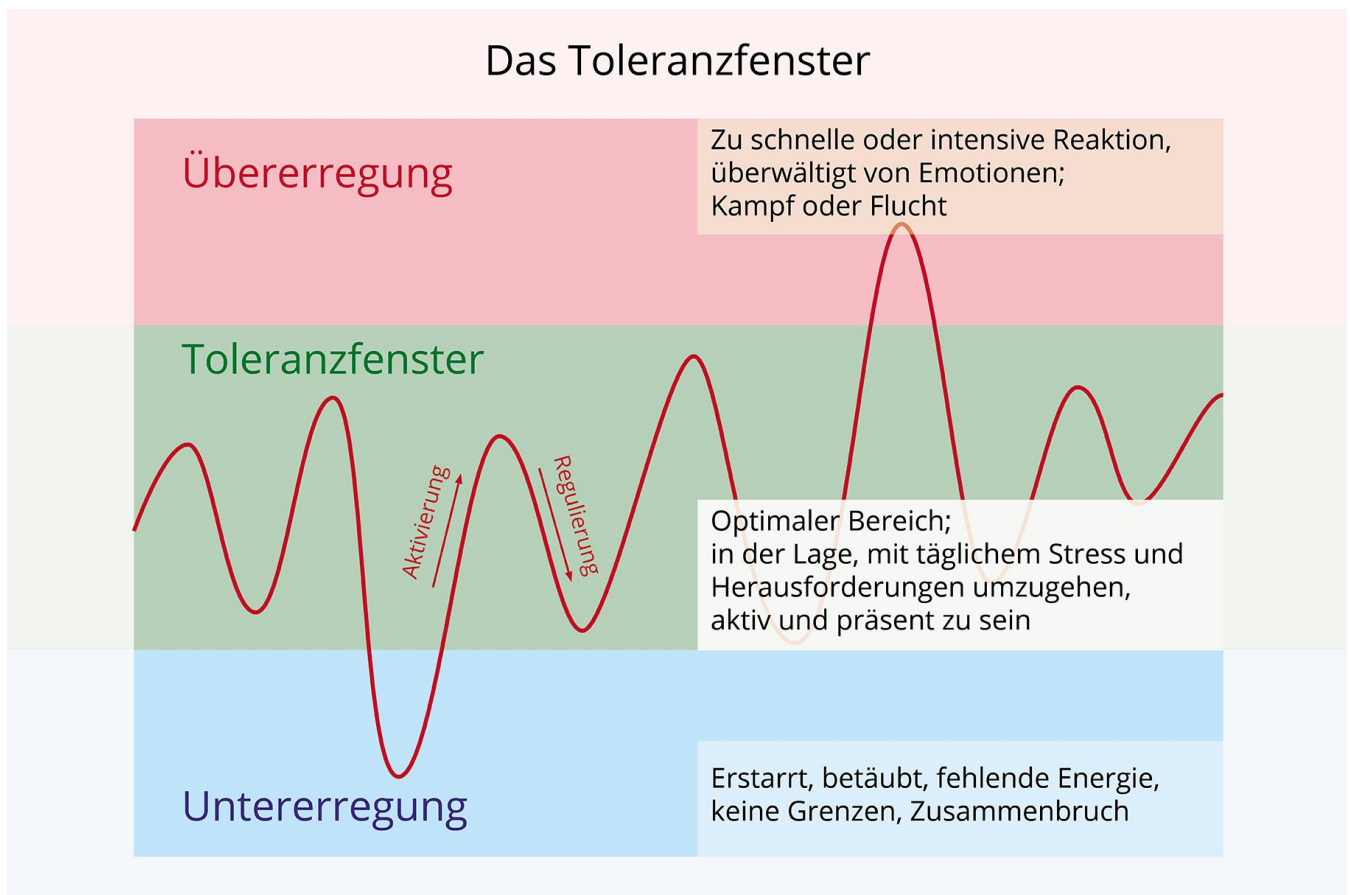 Das Toleranzfenster
Übererregung
Zu schnelle oder intensive Reaktion,
überwältigt von Emotionen;
Kampf oder Flucht
Toleranzfenster
Aktivierung
Regulierung
Optimaler Bereich;
in der Lage, mit täglichem Stress und
Herausforderungen umzugehen,
aktiv und präsent zu sein
Untererregung
Erstarrt, betäubt, fehlende Energie,
keine Grenzen, Zusammenbruch